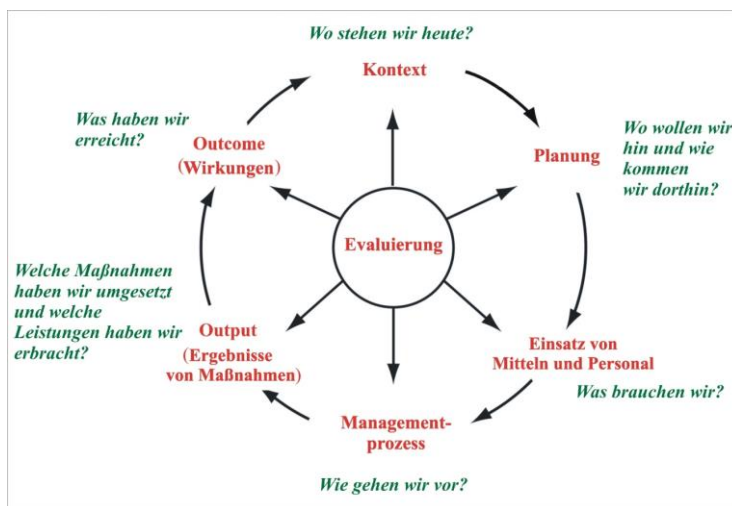 Wo stehen wir heute?
Kontext
Wo wollen wir
hin und wie
kommen
wir dorthin?
Planung
Einsatz von
Mitteln und Personal
Was brauchen wir?
Management-
prozess
Wie gehen wir vor?
Output
(Ergebnisse
von Maßnahmen)
Welche Maßnahmen
haben wir umgesetzt
und welche
Leistungen haben wir
erbracht?
Outcome
(Wirkungen)
Was haben wir
erreicht?
Evaluierung